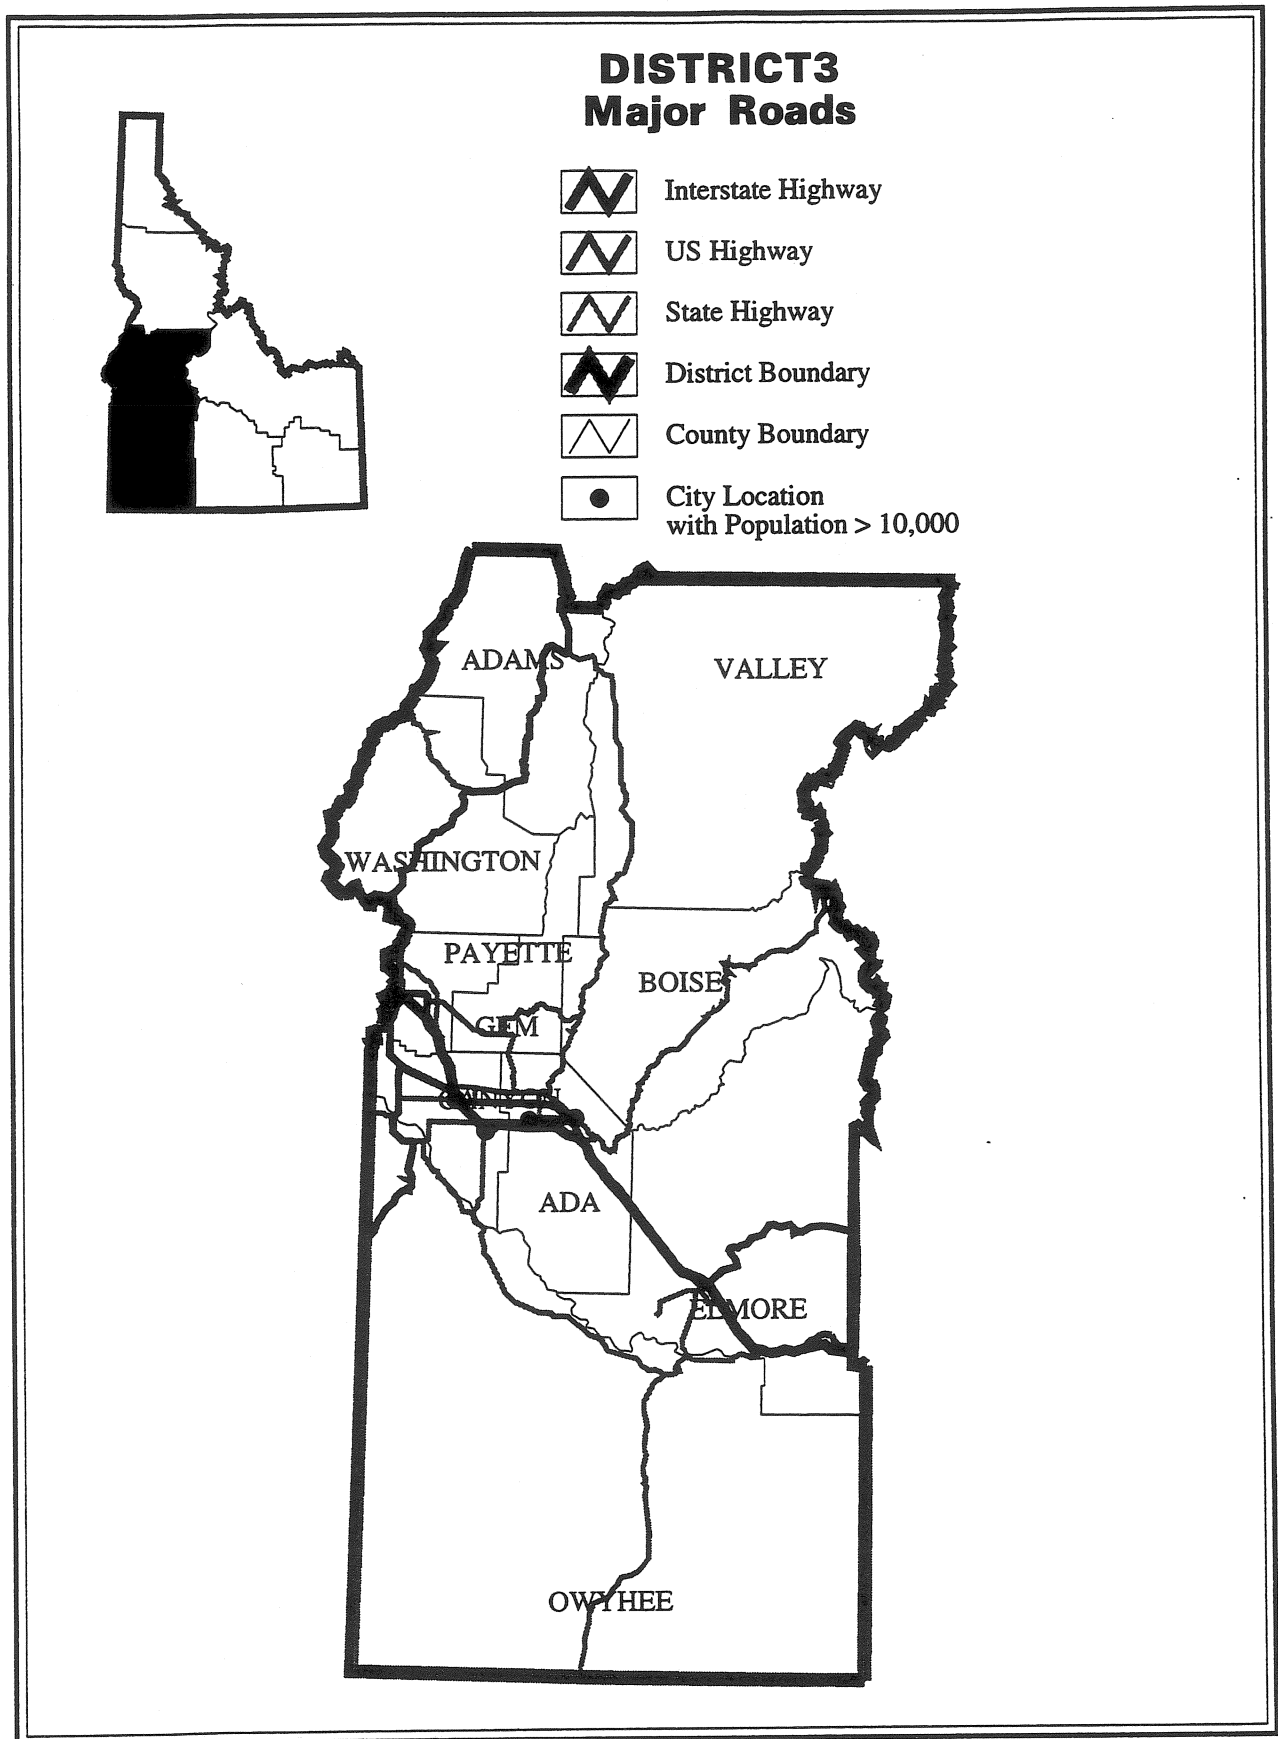 DISTRICT3
Major Roads
Interstate Highway
US Highway
State Highway
District Boundary
County Boundary
City Location
with Population > 10,000
ADAMS
VALLEY
WASHINGTON
PAYETTE
BOISE
GEM
CANYON
ADA
ELMORE
OWYHEE